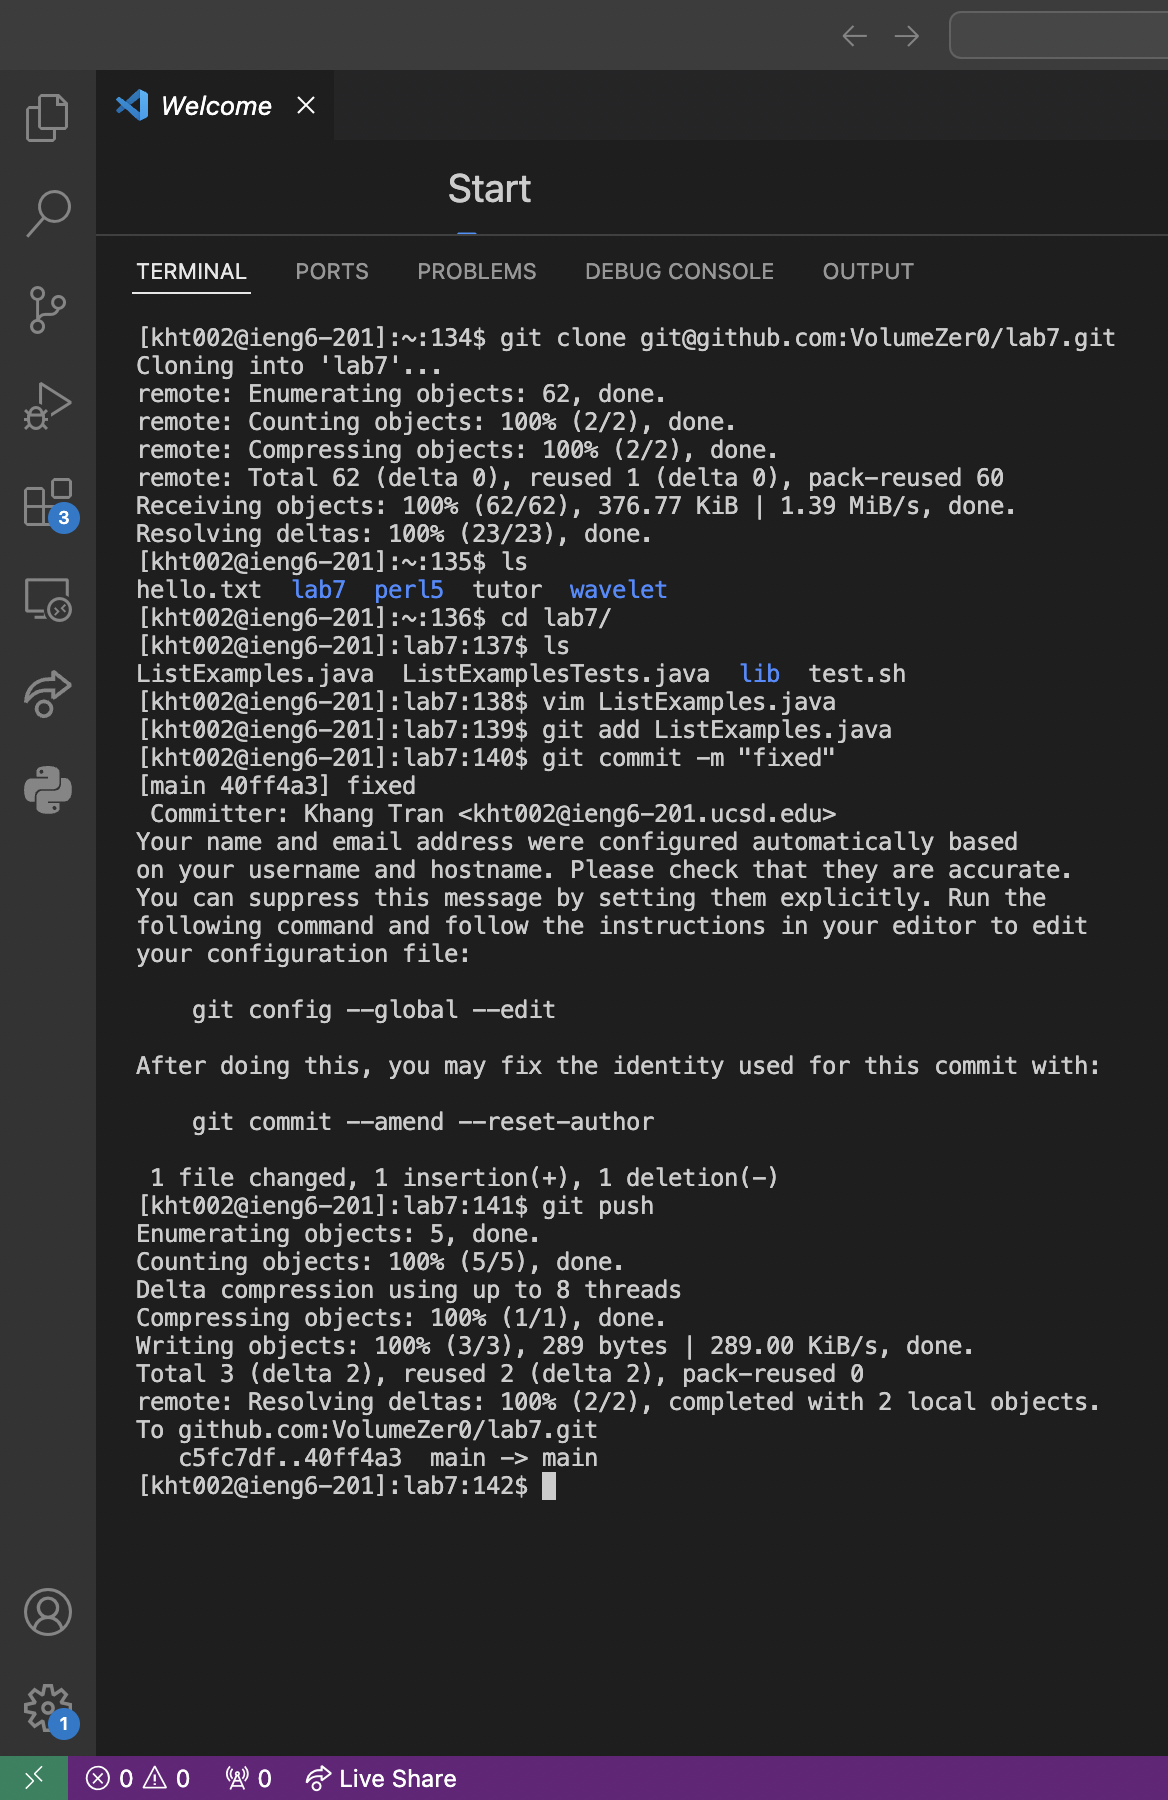 Welcome
Start
TERMINAL PORTS PROBLEMS DEBUG CONSOLE OUTPUT
[kht002@ieng6-201]:~:134$ git clone git@github.com:VolumeZer0/lab7.git
Cloning into 'lab7'...
remote: Enumerating objects: 62, done.
remote: Counting objects: 100% (2/2), done.
remote: Compressing objects: 100% (2/2), done.
remote: Total 62 (delta 0), reused 1 (delta 0), pack-reused 60
Receiving objects: 100% (62/62), 376.77 KiB | 1.39 MiB/s, done.
Resolving deltas: 100% (23/23), done.
[kht002@ieng6-201]:~:135$ ls
hello.txt  lab7  perl5  tutor  wavelet
[kht002@ieng6-201]:~:136$ cd lab7/
[kht002@ieng6-201]:lab7:137$ ls
ListExamples.java  ListExamplesTests.java  lib  test.sh
[kht002@ieng6-201]:lab7:138$ vim ListExamples.java
[kht002@ieng6-201]:lab7:139$ git add ListExamples.java
[kht002@ieng6-201]:lab7:140$ git commit -m "fixed"
[main 40ff4a3] fixed
 Committer: Khang Tran <kht002@ieng6-201.ucsd.edu>
Your name and email address were configured automatically based
on your username and hostname. Please check that they are accurate.
You can suppress this message by setting them explicitly. Run the
following command and follow the instructions in your editor to edit
your configuration file:
    git config --global --edit
After doing this, you may fix the identity used for this commit with:
    git commit --amend --reset-author
 1 file changed, 1 insertion(+), 1 deletion(-)
[kht002@ieng6-201]:lab7:141$ git push
Enumerating objects: 5, done.
Counting objects: 100% (5/5), done.
Delta compression using up to 8 threads
Compressing objects: 100% (1/1), done.
Writing objects: 100% (3/3), 289 bytes | 289.00 KiB/s, done.
Total 3 (delta 2), reused 2 (delta 2), pack-reused 0
remote: Resolving deltas: 100% (2/2), completed with 2 local objects.
To github.com:VolumeZer0/lab7.git
   c5fc7df..40ff4a3  main -> main
[kht002@ieng6-201]:lab7:142$
3
1
0 0 0 Live Share